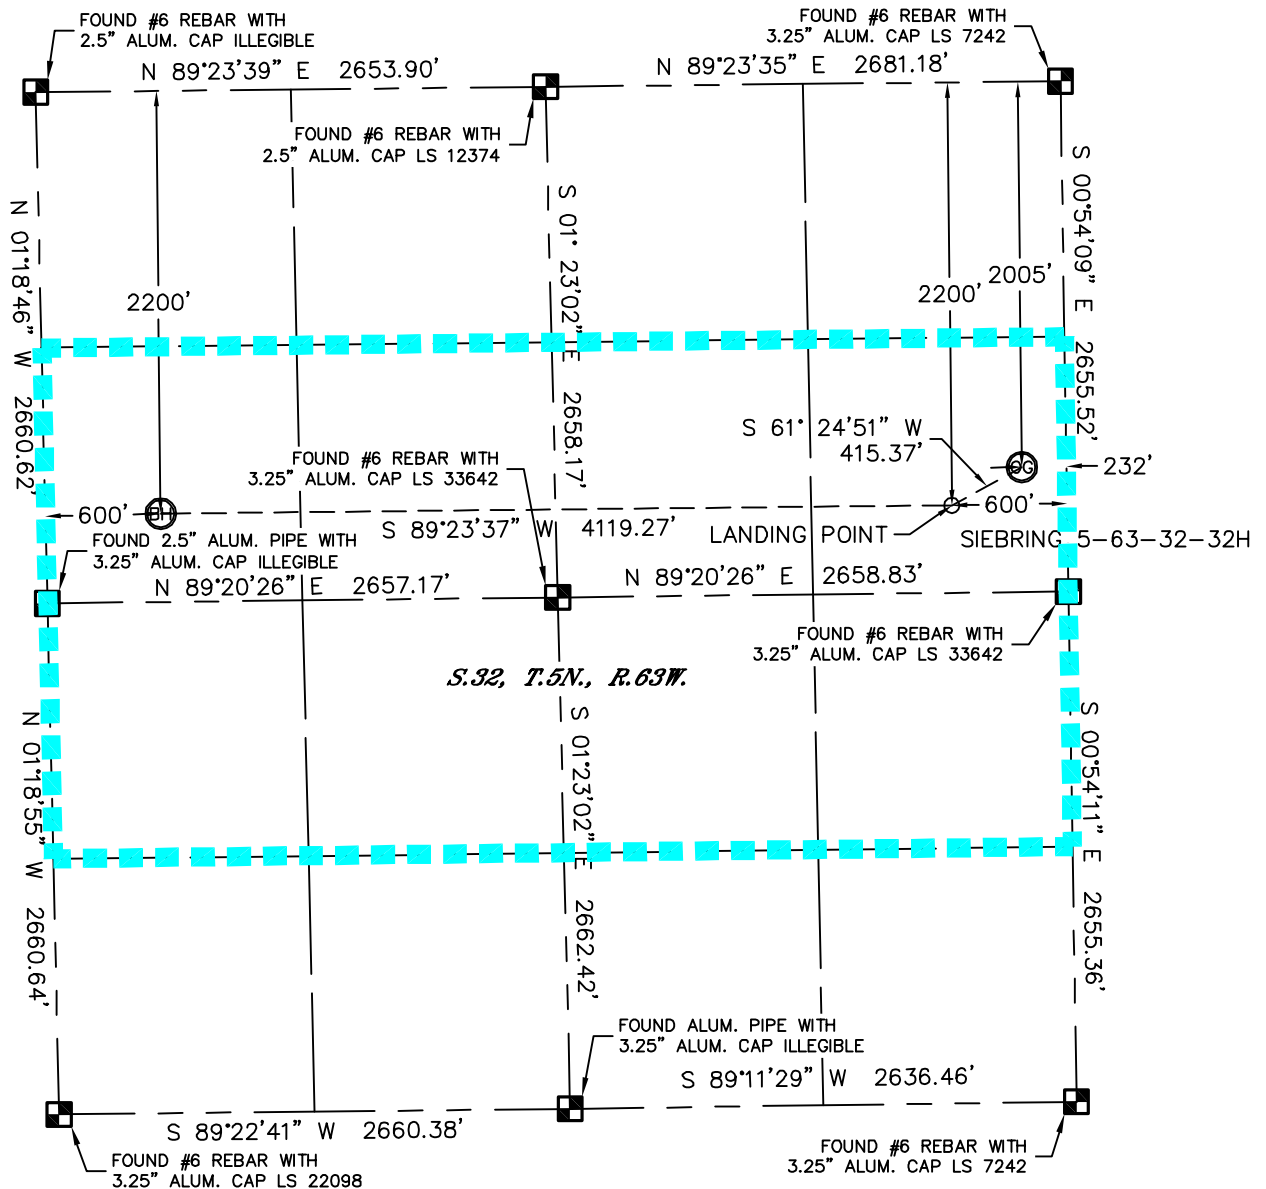 FOUND #6 REBAR WITH
2.5" ALUM. CAP ILLEGIBLE
FOUND #6 REBAR WITH
3.25" ALUM. CAP LS 7242
N 89°23'39" E 2653.90'
N 89°23'35" E 2681.18'
FOUND #6 REBAR WITH
2.5" ALUM. CAP LS 12374
N 01°18'46" W 2660.62'
S 01° 23'02" E 2658.17'
S 00°54'09" E 2655.52'
2200'
2200'
2005'
S 61° 24'51" W
415.37'
FOUND #6 REBAR WITH
3.25" ALUM. CAP LS 33642
OG
232'
600'
BH
S 89°23'37" W 4119.27'
600'
LANDING POINT
SIEBRING 5-63-32-32H
FOUND 2.5" ALUM. PIPE WITH
3.25" ALUM. CAP ILLEGIBLE
N 89°20'26" E 2657.17'
N 89°20'26" E 2658.83'
FOUND #6 REBAR WITH
3.25" ALUM. CAP LS 33642
S.32, T.5N., R.63W.
N 01°18'55" W 2660.64'
S 01°23'02" E 2662.42'
S 00°54'11" E 2655.36'
FOUND ALUM. PIPE WITH
3.25" ALUM. CAP ILLEGIBLE
S 89°11'29" W 2636.46'
S 89°22'41" W 2660.38'
FOUND #6 REBAR WITH
3.25" ALUM. CAP LS 22098
FOUND #6 REBAR WITH
3.25" ALUM. CAP LS 7242